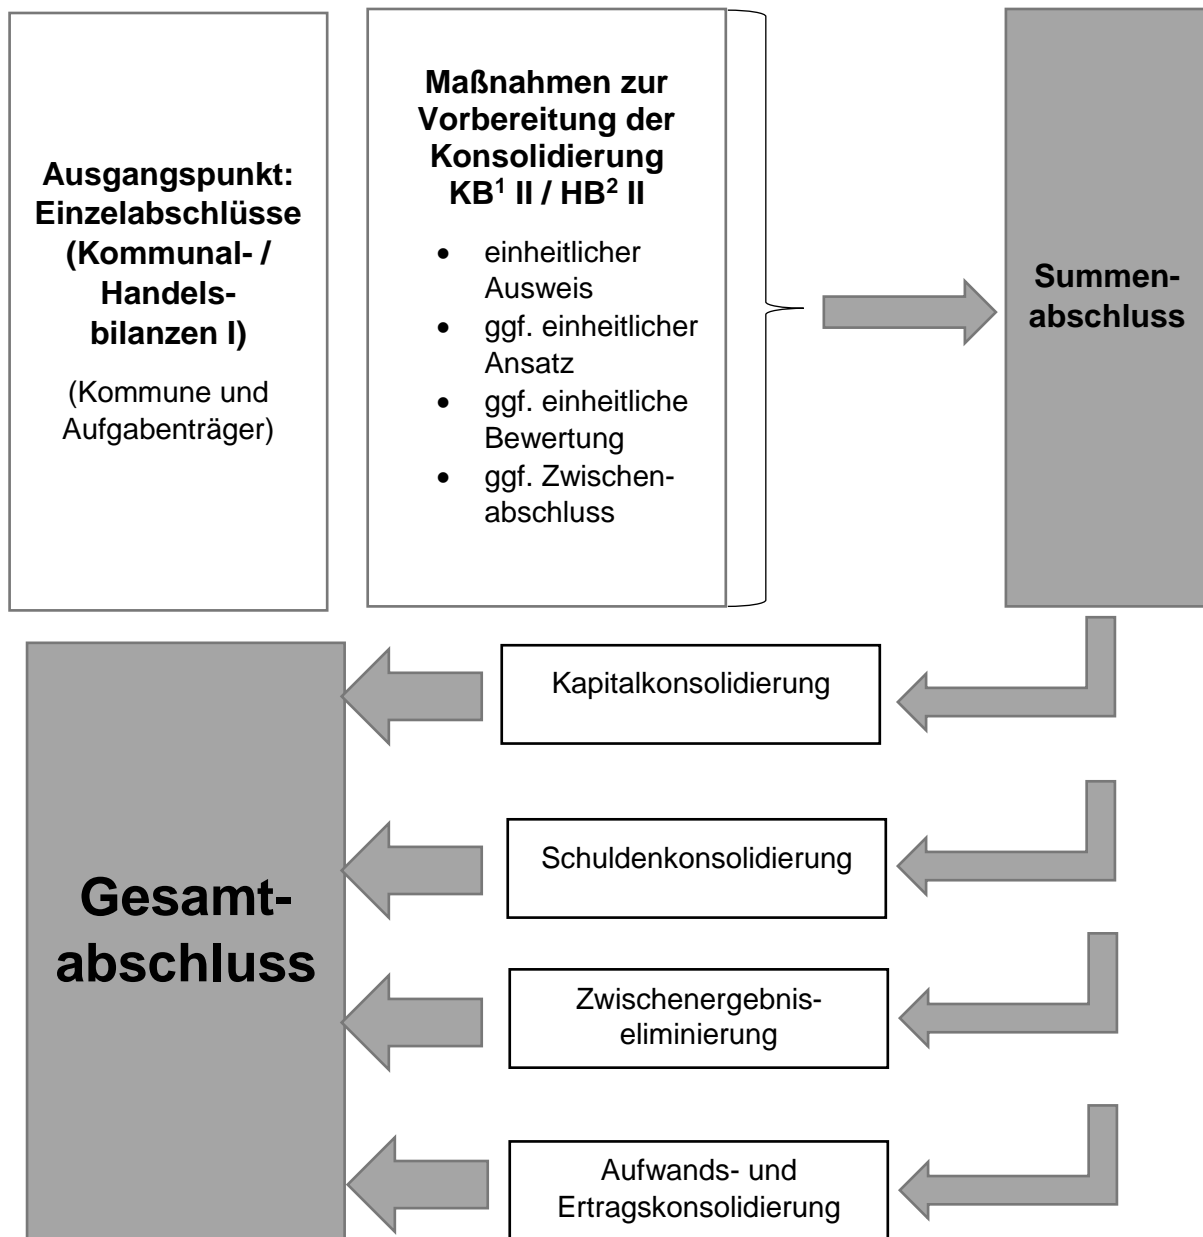 Ausgangspunkt:
Einzelabschlüsse
(Kommunal- /
Handels-
bilanzen I)
(Kommune und
Aufgabenträger)
Maßnahmen zur
Vorbereitung der
Konsolidierung
KB¹ II / HB² II
• einheitlicher
Ausweis
• ggf. einheitlicher
Ansatz
• ggf. einheitliche
Bewertung
• ggf. Zwischen-
abschluss
Summen-
abschluss
Kapitalkonsolidierung
Schuldenkonsolidierung
Zwischenergebnis-
eliminierung
Aufwands- und
Ertragskonsolidierung
Gesamt-
abschluss